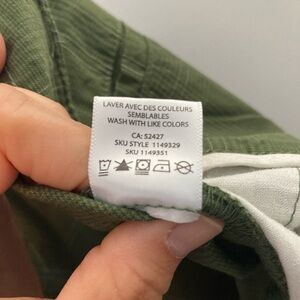 LAVER AVEC DES COULEURS
SEMBLABLES
WASH WITH LIKE COLORS
CA: 52427
SKU STYLE 1149329
SKU 1149351